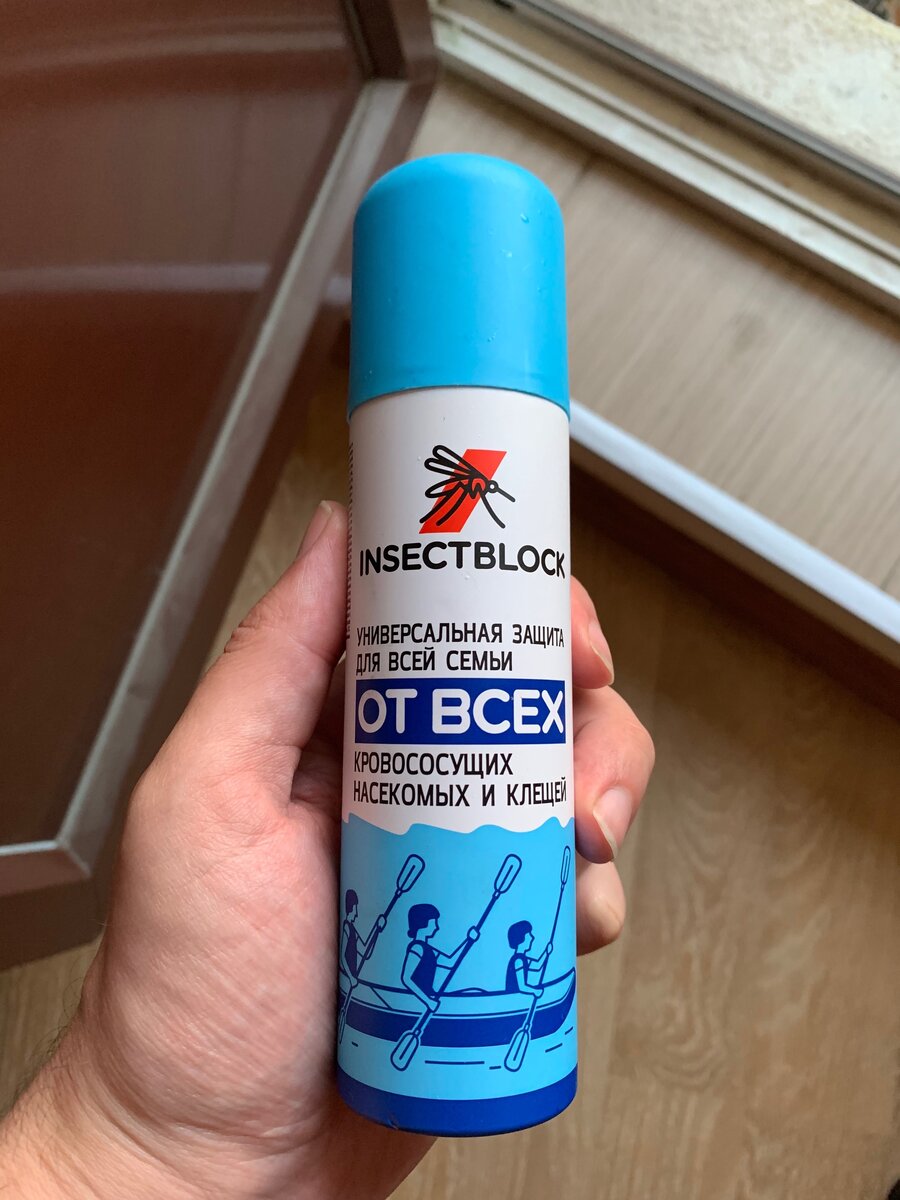 INSECTBLOCK
УНИВЕРСАЛЬНАЯ ЗАЩИТА
ДЛЯ ВСЕЙ СЕМЬИ
ОТ ВСЕХ
КРОВОСОСУЩИХ
НАСЕКОМЫХ И КЛЕЩЕЙ